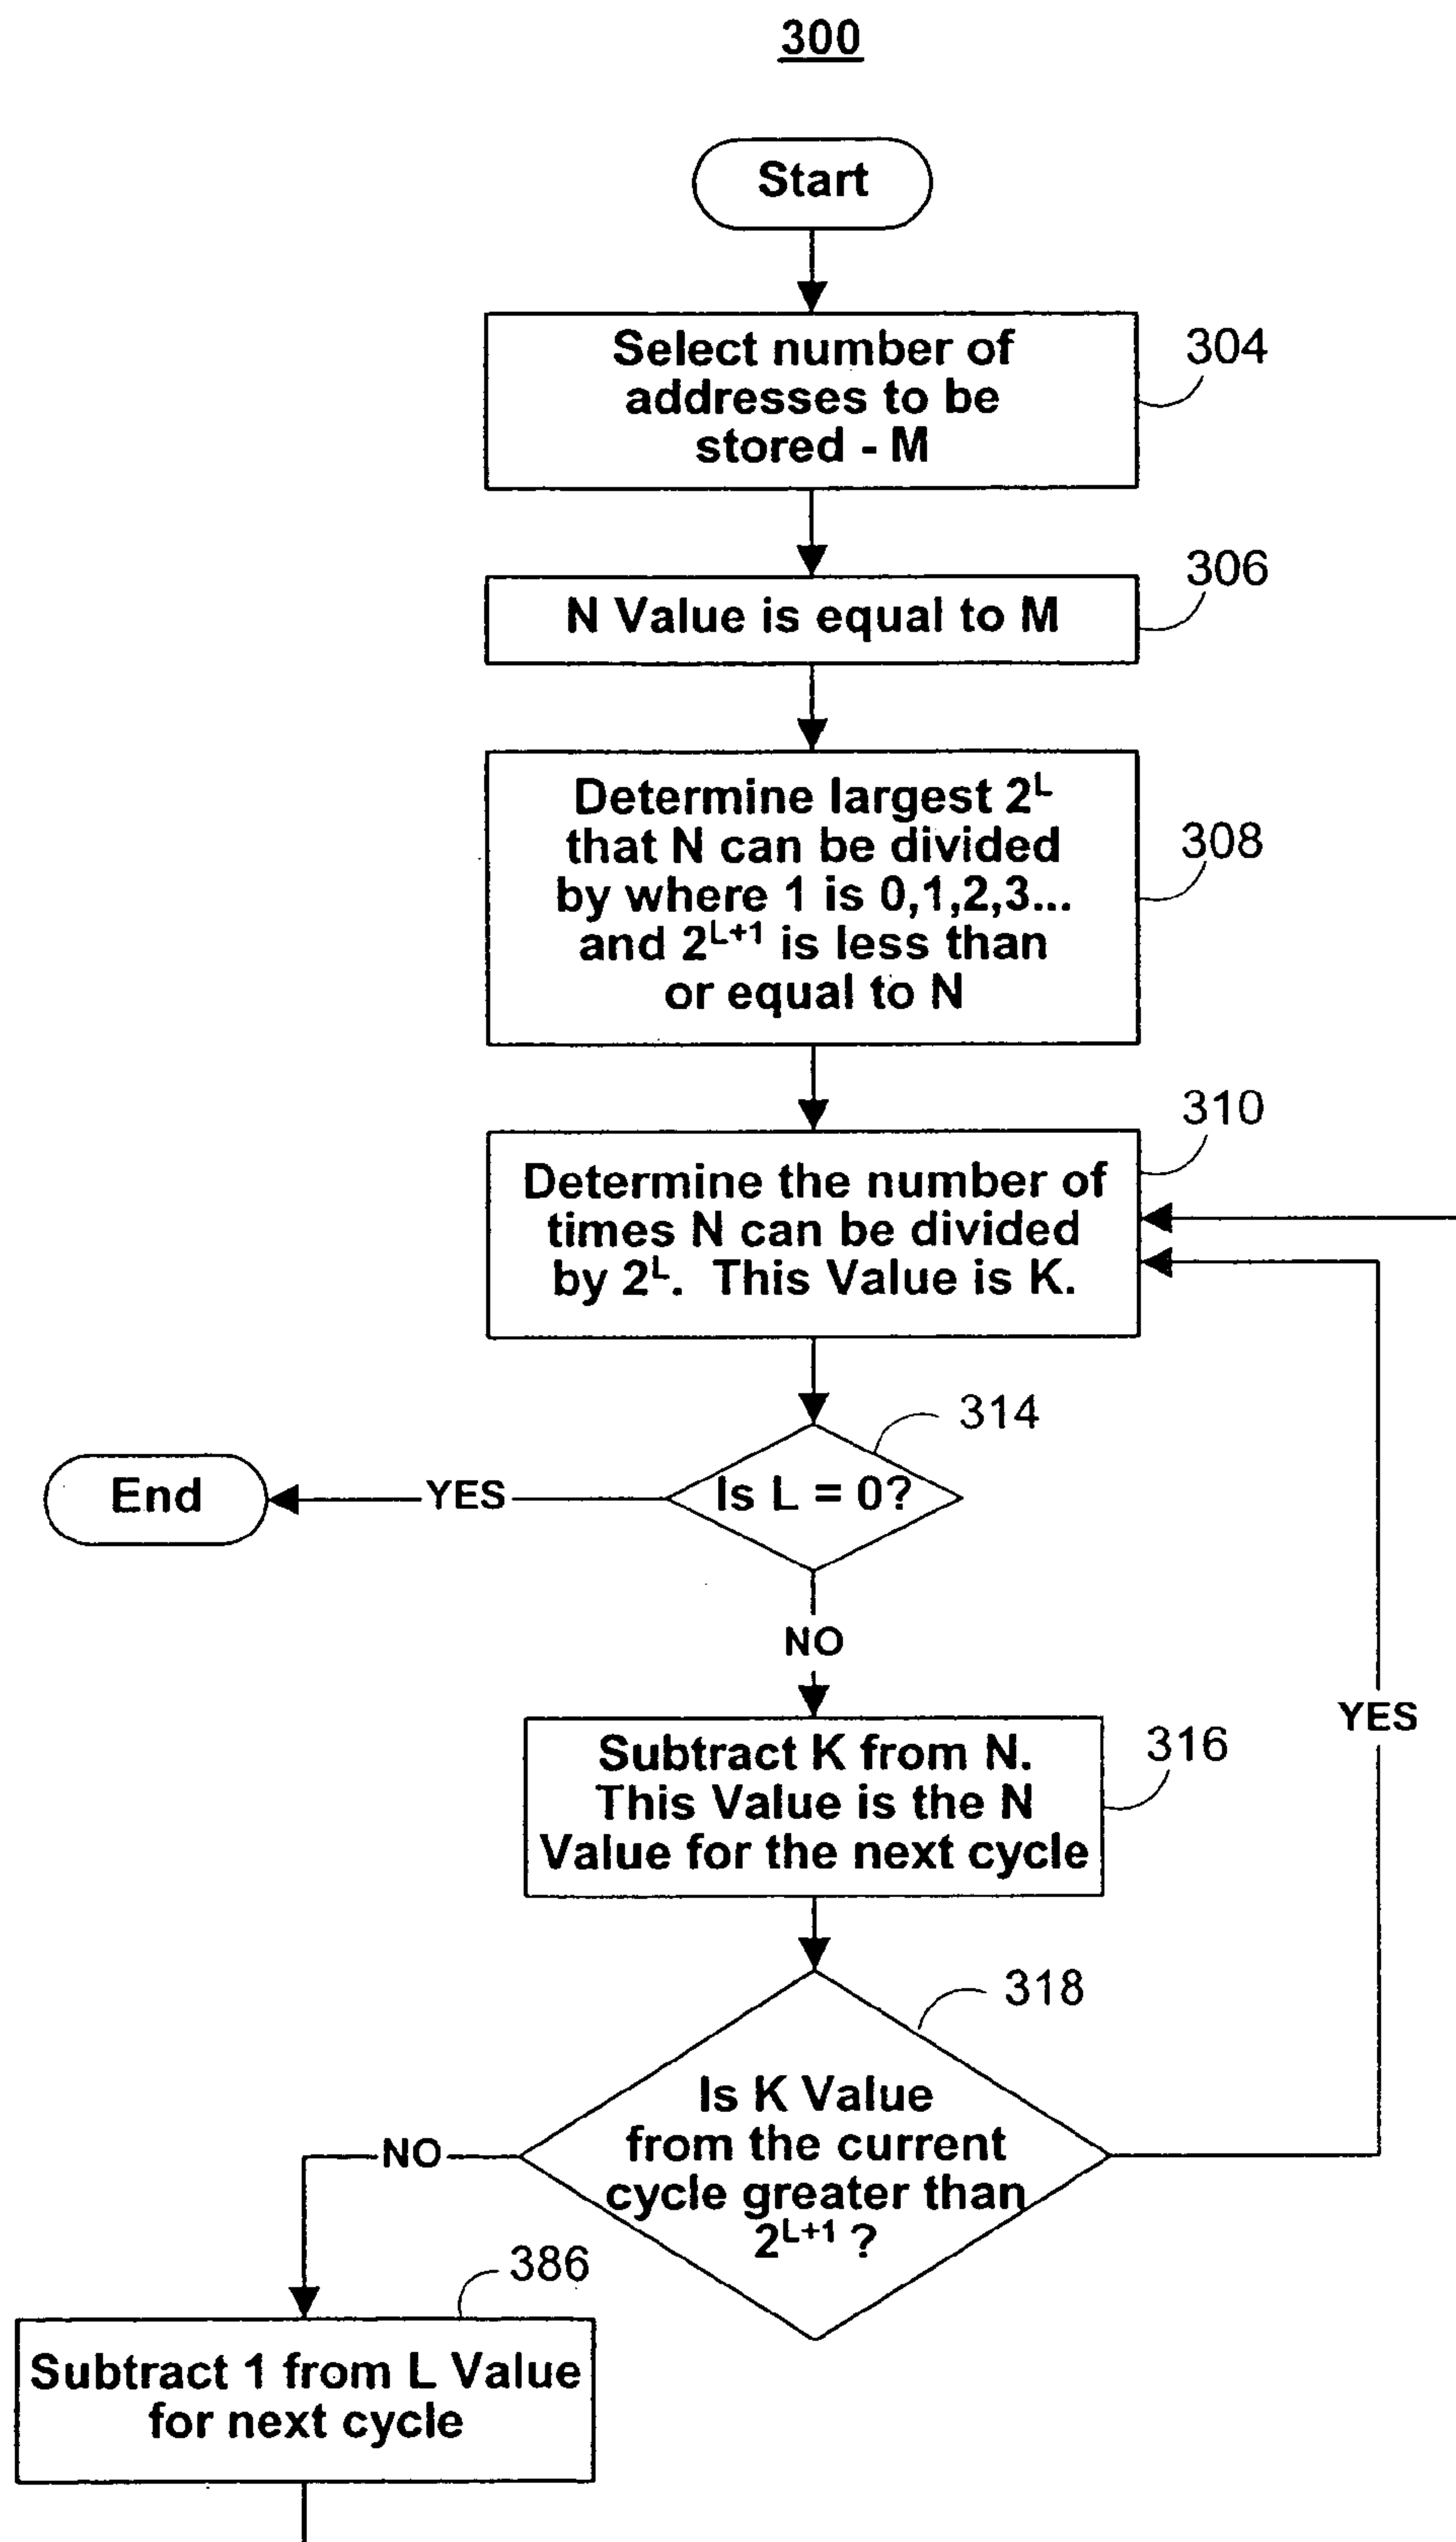 300
Start
Select number of
addresses to be
stored - M
304
N Value is equal to M
306
Determine largest 2^L
that N can be divided
by where 1 is 0,1,2,3...
and 2^L+1 is less than
or equal to N
308
310
Determine the number of
times N can be divided
by 2^L. This Value is K.
314
Is L = 0?
YES
End
NO
Subtract K from N.
This Value is the N
Value for the next cycle
316
YES
318
Is K Value
from the current
cycle greater than
2^L+1 ?
NO
386
Subtract 1 from L Value
for next cycle